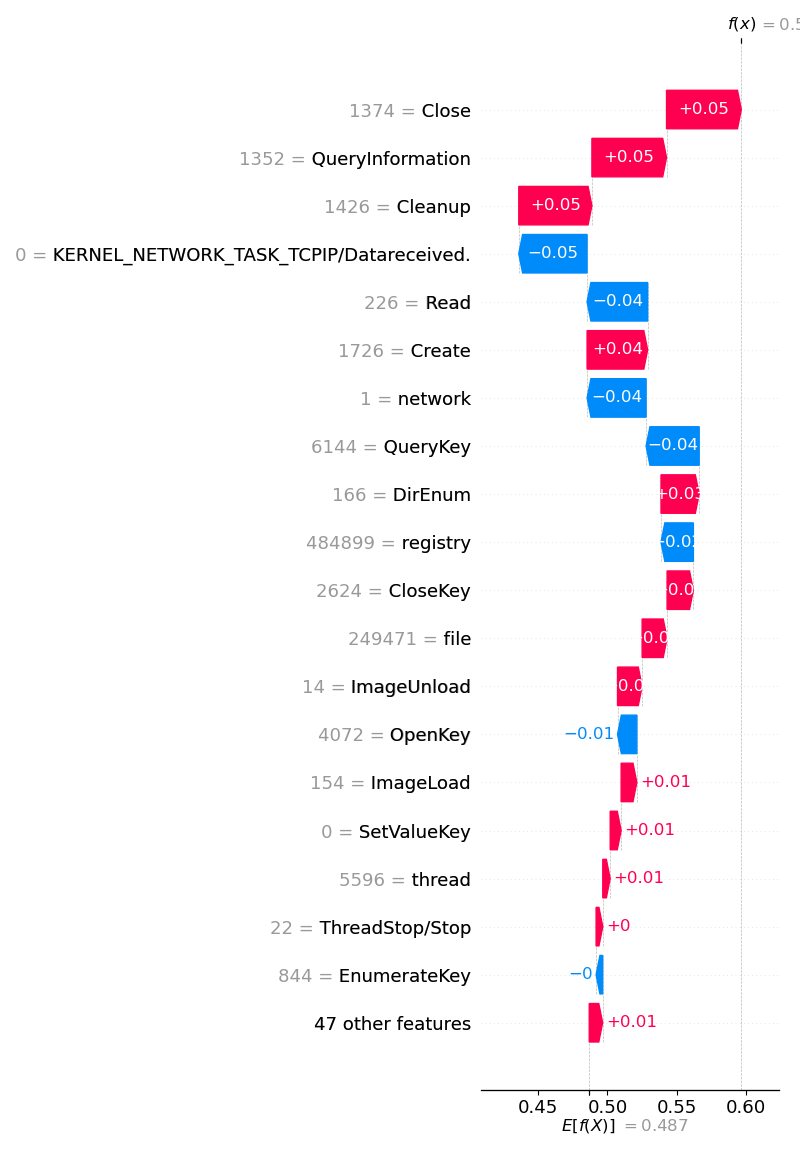 f(x) = 0.5
1374 = Close +0.05
1352 = QueryInformation +0.05
1426 = Cleanup +0.05
0 = KERNEL_NETWORK_TASK_TCPIP/Datareceived. −0.05
226 = Read −0.04
1726 = Create +0.04
1 = network −0.04
6144 = QueryKey −0.04
166 = DirEnum +0.03
484899 = registry
2624 = CloseKey
249471 = file
14 = ImageUnload
4072 = OpenKey −0.01
154 = ImageLoad +0.01
0 = SetValueKey +0.01
5596 = thread +0.01
22 = ThreadStop/Stop +0
844 = EnumerateKey −0
47 other features +0.01
0.45 0.50 0.55 0.60
E[f(X)] = 0.487